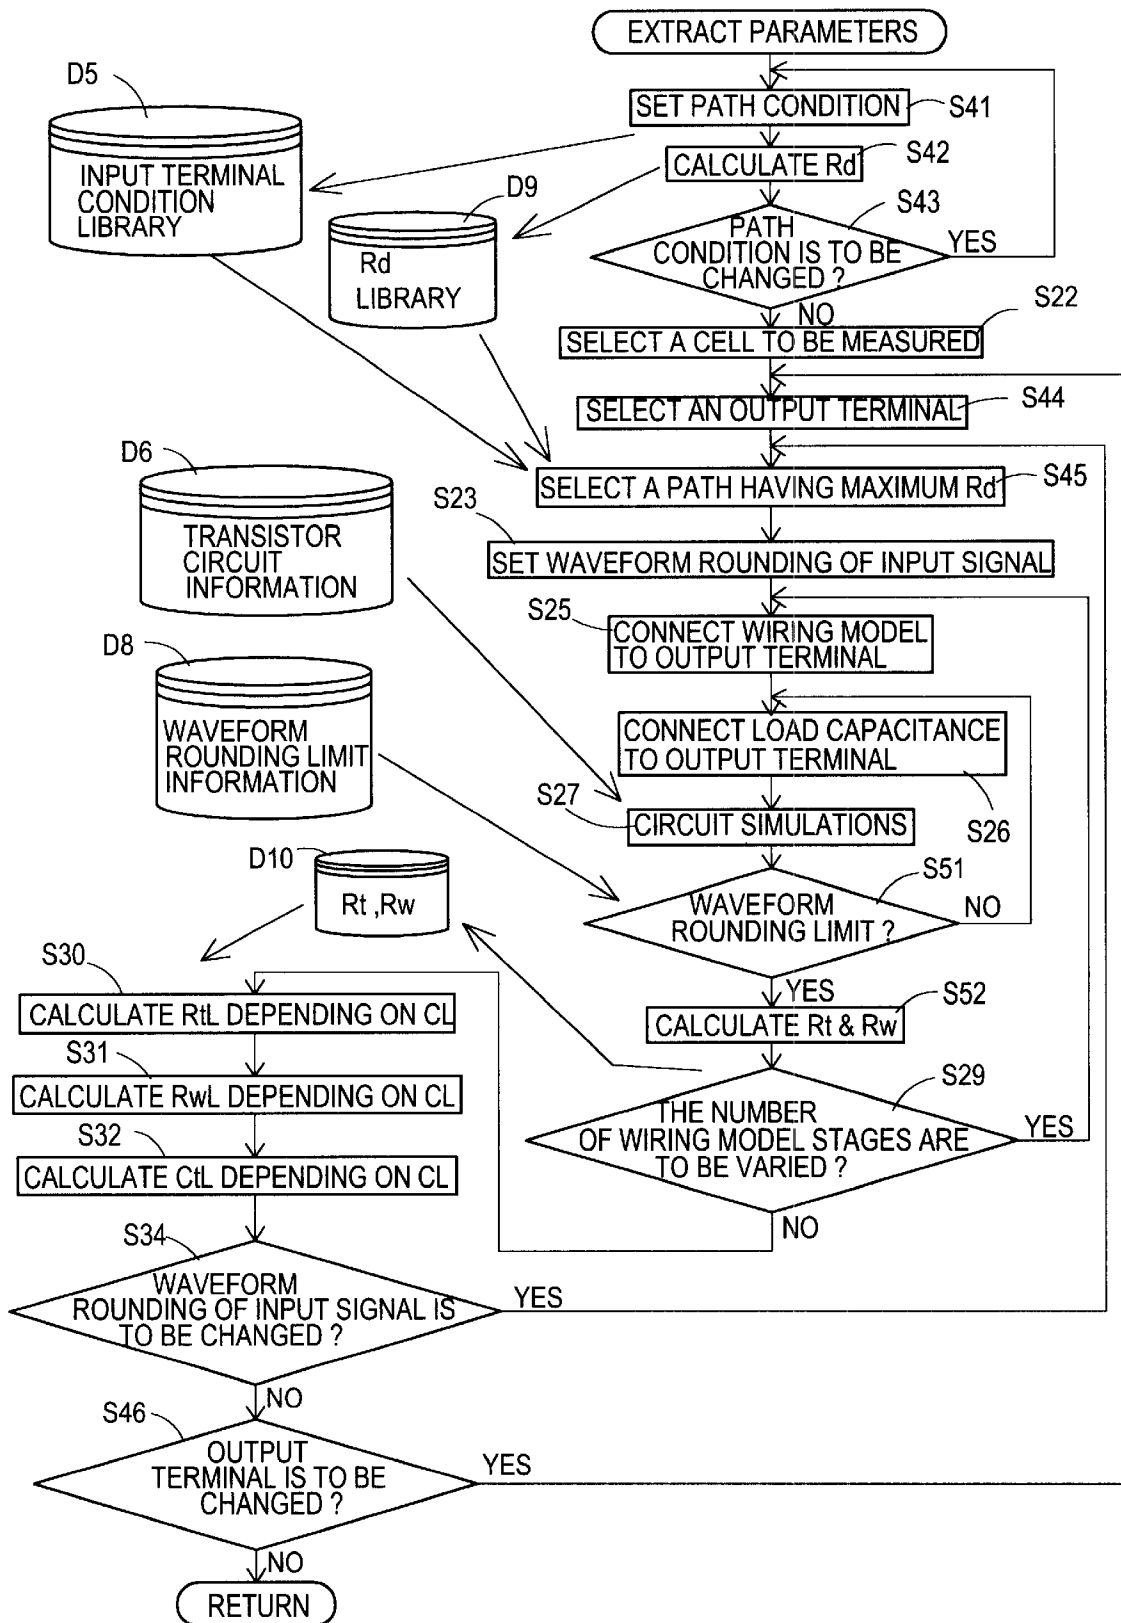 EXTRACT PARAMETERS
D5
SET PATH CONDITION
S41
INPUT TERMINAL
CONDITION
LIBRARY
CALCULATE Rd
S42
D9
Rd
LIBRARY
S43
PATH
CONDITION IS TO BE
CHANGED ?
YES
NO
S22
SELECT A CELL TO BE MEASURED
SELECT AN OUTPUT TERMINAL
S44
D6
TRANSISTOR
CIRCUIT
INFORMATION
SELECT A PATH HAVING MAXIMUM Rd
S45
S23
SET WAVEFORM ROUNDING OF INPUT SIGNAL
S25
CONNECT WIRING MODEL
TO OUTPUT TERMINAL
D8
WAVEFORM
ROUNDING LIMIT
INFORMATION
CONNECT LOAD CAPACITANCE
TO OUTPUT TERMINAL
S26
S27
CIRCUIT SIMULATIONS
D10
Rt ,Rw
S51
WAVEFORM
ROUNDING LIMIT ?
NO
YES
S52
CALCULATE Rt & Rw
S30
CALCULATE RtL DEPENDING ON CL
S31
CALCULATE RwL DEPENDING ON CL
S32
CALCULATE CtL DEPENDING ON CL
S29
THE NUMBER
OF WIRING MODEL STAGES ARE
TO BE VARIED ?
YES
NO
S34
WAVEFORM
ROUNDING OF INPUT SIGNAL IS
TO BE CHANGED ?
YES
NO
S46
OUTPUT
TERMINAL IS TO BE
CHANGED ?
YES
NO
RETURN